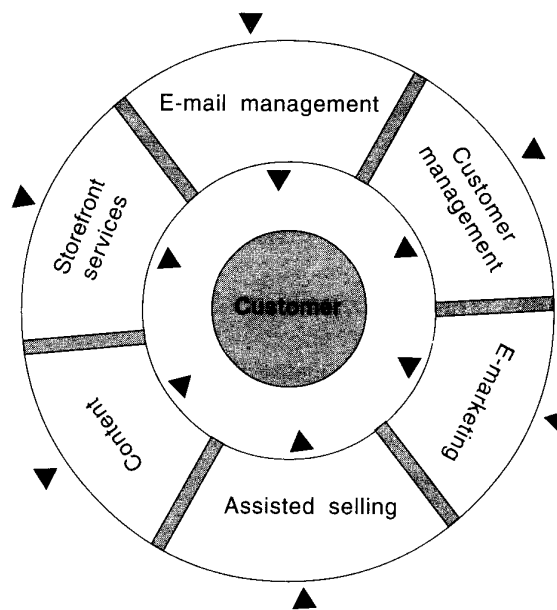 E-mail management
Customer
management
E-marketing
Assisted selling
Content
Storefront
services
Customer